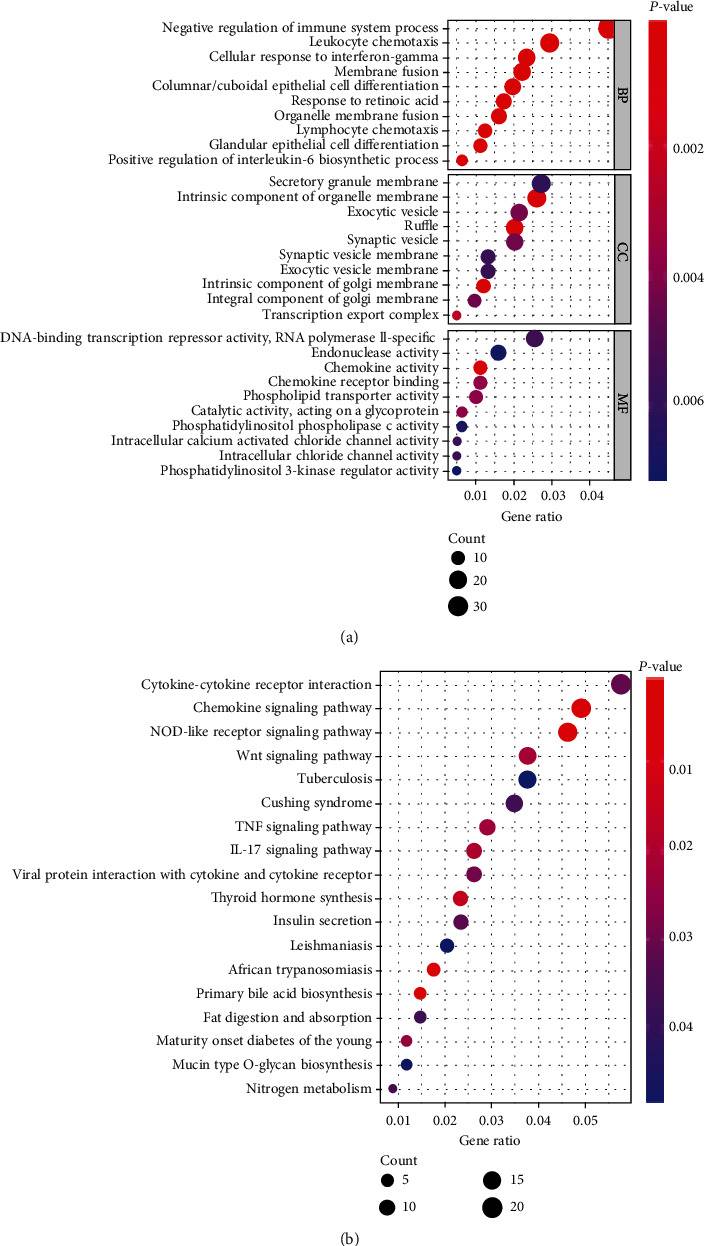 P-value
Negative regulation of immune system process
Leukocyte chemotaxis
Cellular response to interferon-gamma
Membrane fusion
Columnar/cuboidal epithelial cell differentiation
Response to retinoic acid
Organelle membrane fusion
Lymphocyte chemotaxis
Glandular epithelial cell differentiation
Positive regulation of interleukin-6 biosynthetic process
BP
Secretory granule membrane
Intrinsic component of organelle membrane
Exocytic vesicle
Ruffle
Synaptic vesicle
Synaptic vesicle membrane
Exocytic vesicle membrane
Intrinsic component of golgi membrane
Integral component of golgi membrane
Transcription export complex
CC
DNA-binding transcription repressor activity, RNA polymerase II-specific
Endonuclease activity
Chemokine activity
Chemokine receptor binding
Phospholipid transporter activity
Catalytic activity, acting on a glycoprotein
Phosphatidylinositol phospholipase c activity
Intracellular calcium activated chloride channel activity
Intracellular chloride channel activity
Phosphatidylinositol 3-kinase regulator activity
MF
0.002
0.004
0.006
0.01 0.02 0.03 0.04
Gene ratio
Count
10
20
30
(a)
P-value
Cytokine-cytokine receptor interaction
Chemokine signaling pathway
NOD-like receptor signaling pathway
Wnt signaling pathway
Tuberculosis
Cushing syndrome
TNF signaling pathway
IL-17 signaling pathway
Viral protein interaction with cytokine and cytokine receptor
Thyroid hormone synthesis
Insulin secretion
Leishmaniasis
African trypanosomiasis
Primary bile acid biosynthesis
Fat digestion and absorption
Maturity onset diabetes of the young
Mucin type O-glycan biosynthesis
Nitrogen metabolism
0.01
0.02
0.03
0.04
0.01 0.02 0.03 0.04 0.05
Gene ratio
Count
5 15
10 20
(b)